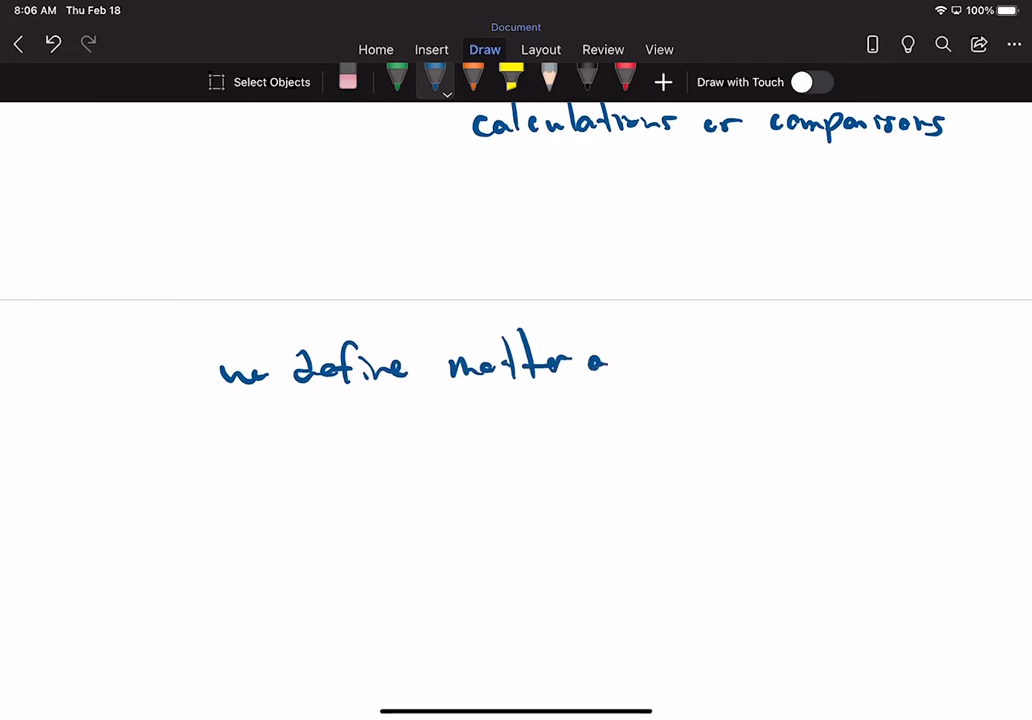 8:06 AM Thu Feb 18
100%
Document
Home Insert Draw Layout Review View
Select Objects
Draw with Touch
calculations or comparisons
we define matter a